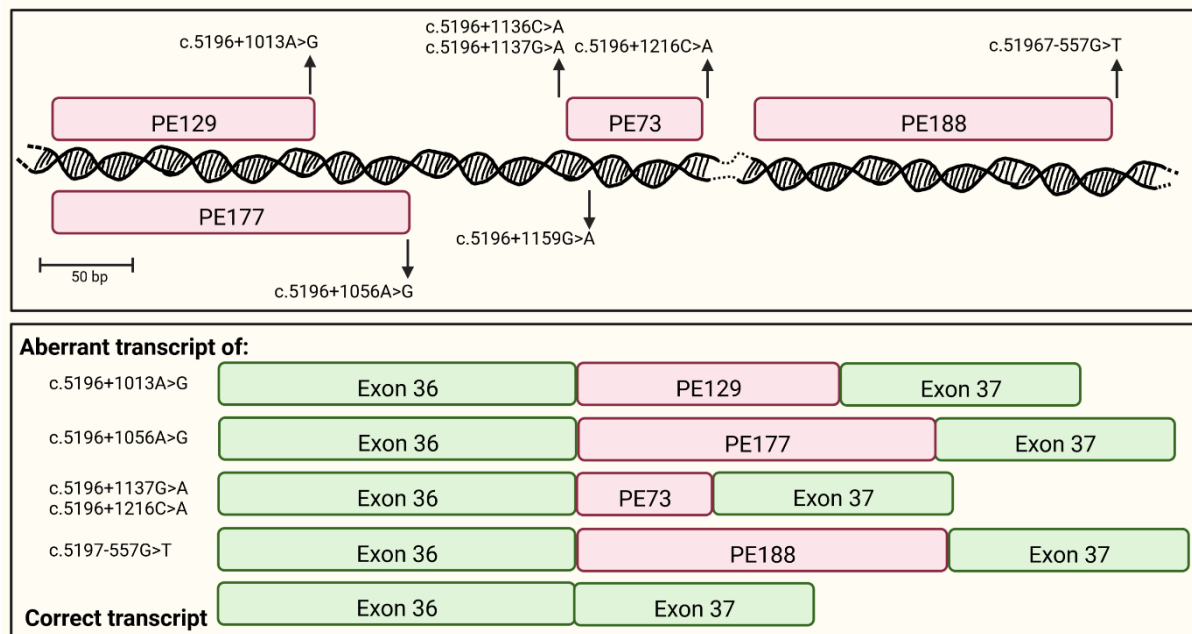 c.5196+1136C>A
c.5196+1013A>G
c.5196+1137G>A
c.5196+1216C>A
c.51967-557G>T
PE129
PE73
PE188
PE177
c.5196+1159G>A
50 bp
c.5196+1056A>G
Aberrant transcript of:
c.5196+1013A>G
Exon 36
PE129
Exon 37
c.5196+1056A>G
Exon 36
PE177
Exon 37
c.5196+1137G>A
c.5196+1216C>A
Exon 36
PE73
Exon 37
c.5197-557G>T
Exon 36
PE188
Exon 37
Correct transcript
Exon 36
Exon 37